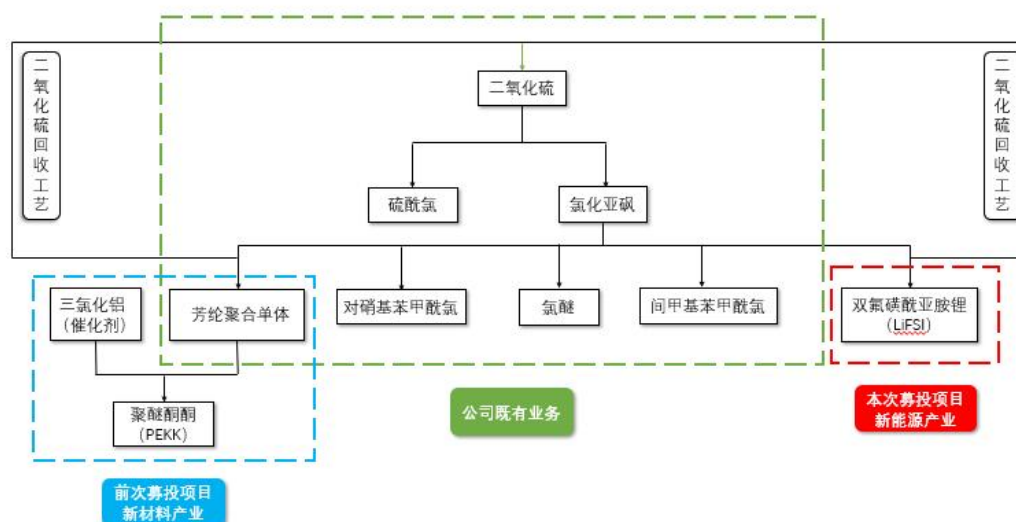 二氧化硫回收工艺
二氧化硫
二氧化硫回收工艺
硫酰氯
氯化亚砜
三氯化铝
（催化剂）
芳纶聚合单体
对硝基苯甲酰氯
氯醚
间甲基苯甲酰氯
双氟磺酰亚胺锂
（LiFSI）
聚醚酮酮
（PEKK）
公司既有业务
本次募投项目
新能源产业
前次募投项目
新材料产业